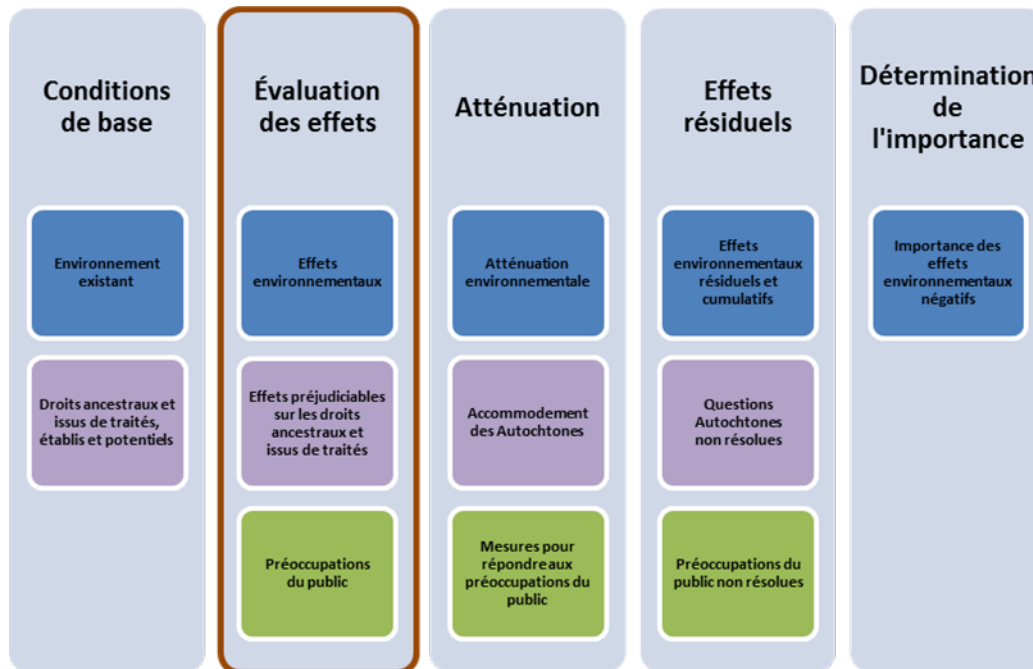 Conditions
de base
Environnement
existant
Droits ancestraux et
issus de traités,
établis et potentiels
Évaluation
des effets
Effets
environnementaux
Effets préjudiciables
sur les droits
ancestraux et
issus de traités
Préoccupations
du public
Atténuation
Atténuation
environnementale
Accommodement
des Autochtones
Mesures pour
répondre aux
préoccupations du
public
Effets
résiduels
Effets
environnementaux
résiduels et
cumulatifs
Questions
Autochtones
non résolues
Préoccupations du
public non résolues
Détermination
de
l'importance
Importance des
effets
environnementaux
négatifs